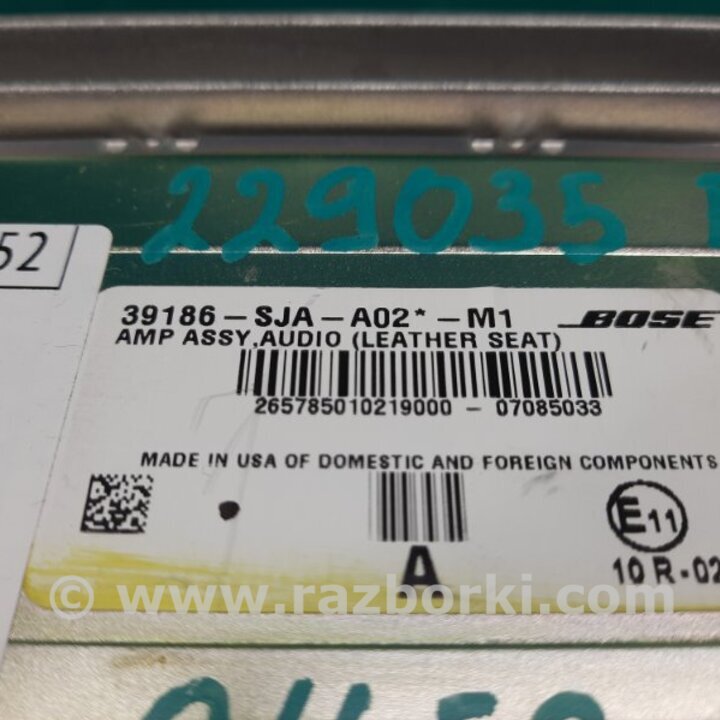 229035
52
39186-SJA-A02*-M1 BOSE
AMP ASSY,AUDIO (LEATHER SEAT)
265785010219000 - 07085033
MADE IN USA OF DOMESTIC AND FOREIGN COMPONENTS
E11
A
10 R-02
© www.razborki.com